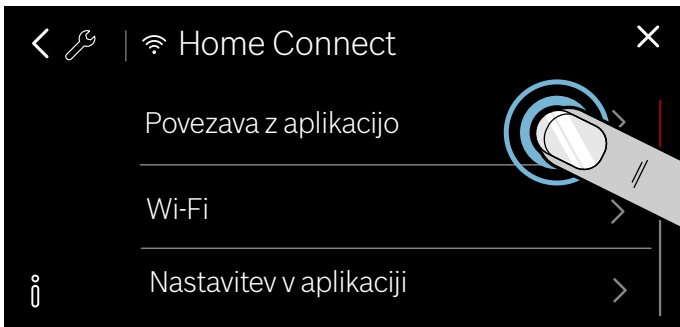 Home Connect
Povezava z aplikacijo
Wi-Fi
Nastavitev v aplikaciji